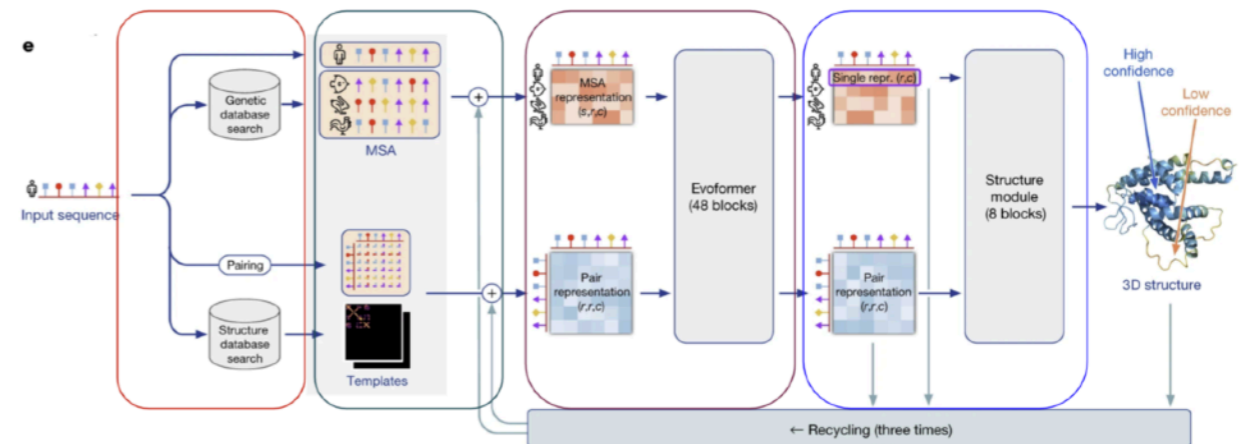 e
Input sequence
Genetic
database
search
Pairing
Structure
database
search
MSA
Templates
MSA
representation
(s,r,c)
Pair
representation
(r,r,c)
Evoformer
(48 blocks)
Single repr. (r,c)
Pair
representation
(r,r,c)
Structure
module
(8 blocks)
High
confidence
Low
confidence
3D structure
← Recycling (three times)